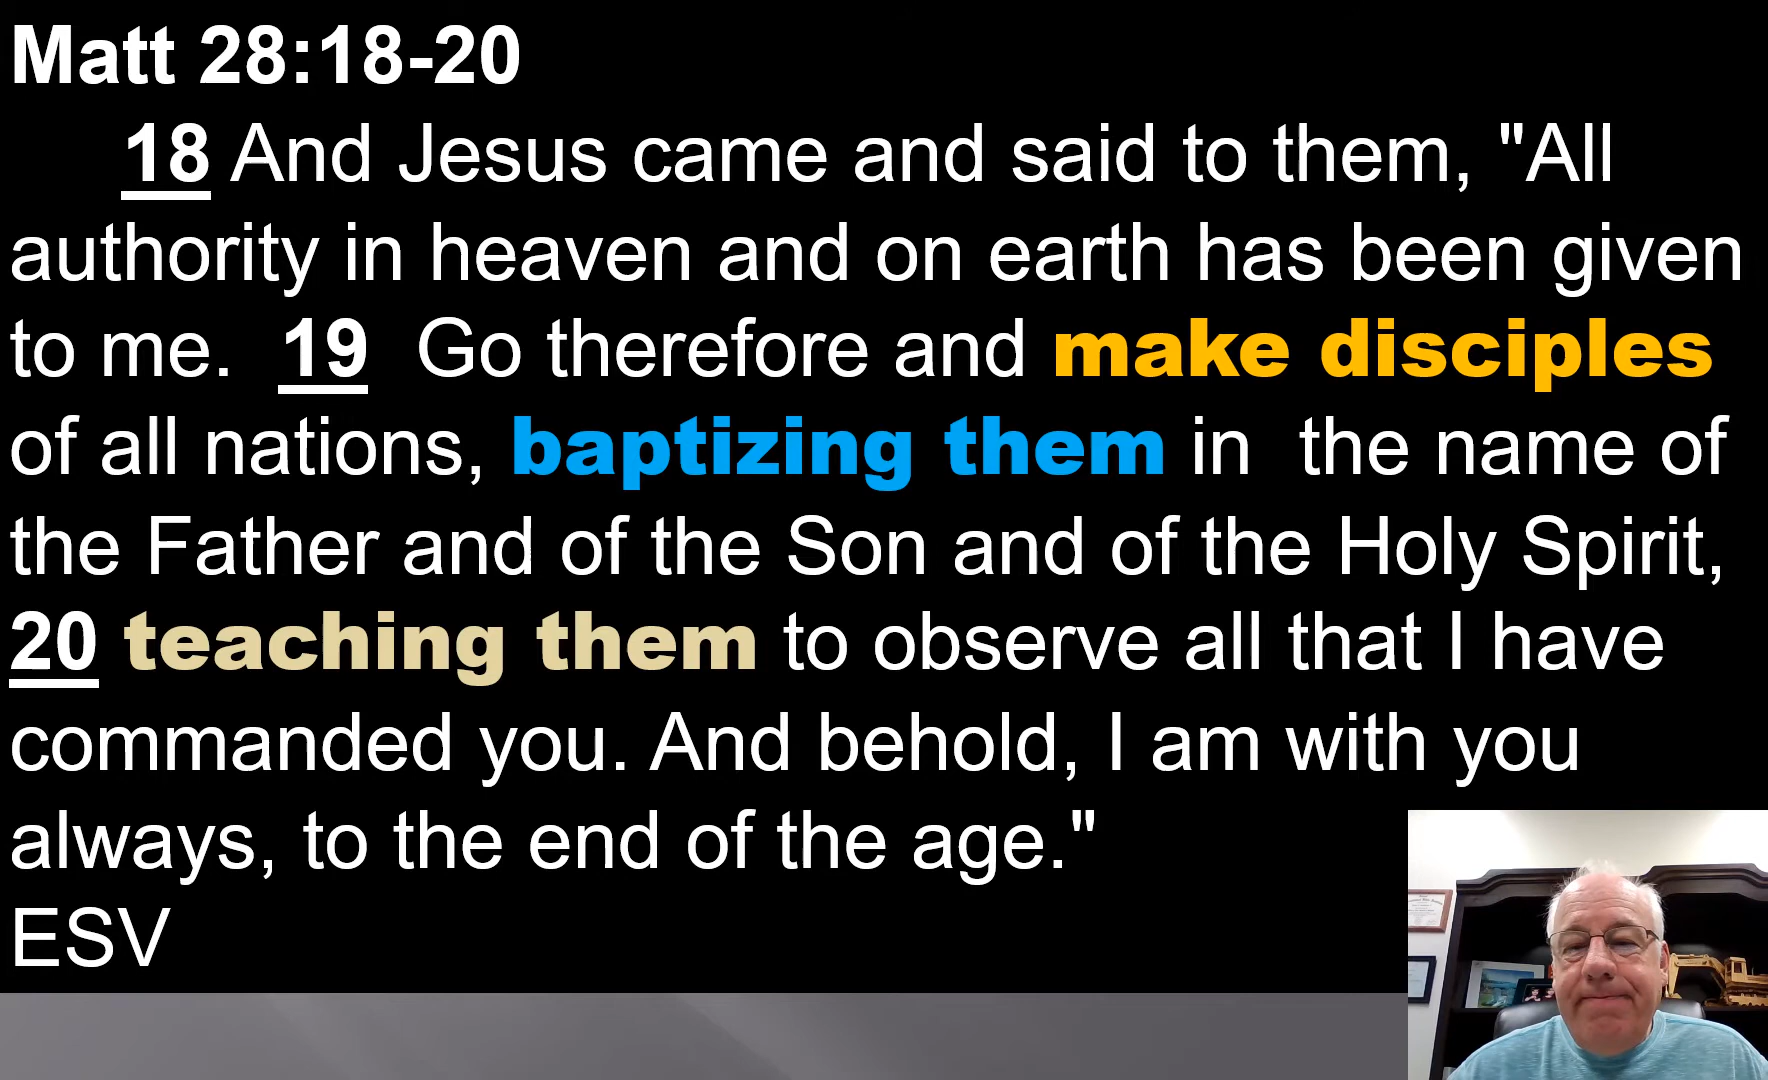 Matt 28:18-20
18 And Jesus came and said to them, "All
authority in heaven and on earth has been given
to me. 19 Go therefore and make disciples
of all nations, baptizing them in the name of
the Father and of the Son and of the Holy Spirit,
20 teaching them to observe all that I have
commanded you. And behold, I am with you
always, to the end of the age."
ESV